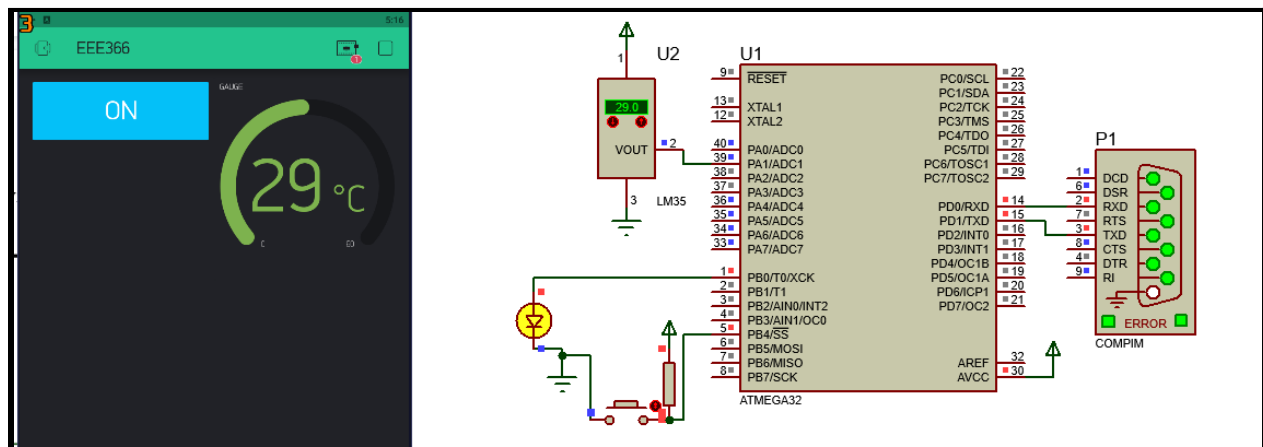 3
5:16
EEE366
1
ON
GAUGE
29 °C
U2
1
29.0
VOUT
2
3
LM35
U1
9 RESET
13 XTAL1
12 XTAL2
40 PA0/ADC0
39 PA1/ADC1
38 PA2/ADC2
37 PA3/ADC3
36 PA4/ADC4
35 PA5/ADC5
34 PA6/ADC6
33 PA7/ADC7
1 PB0/T0/XCK
2 PB1/T1
3 PB2/AIN0/INT2
4 PB3/AIN1/OC0
5 PB4/SS
6 PB5/MOSI
7 PB6/MISO
8 PB7/SCK
PC0/SCL 22
PC1/SDA 23
PC2/TCK 24
PC3/TMS 25
PC4/TDO 26
PC5/TDI 27
PC6/TOSC1 28
PC7/TOSC2 29
PD0/RXD 14
PD1/TXD 15
PD2/INT0 16
PD3/INT1 17
PD4/OC1B 18
PD5/OC1A 19
PD6/ICP1 20
PD7/OC2 21
AREF 32
AVCC 30
ATMEGA32
P1
1 DCD
6 DSR
2 RXD
7 RTS
3 TXD
8 CTS
4 DTR
9 RI
ERROR
COMPIM